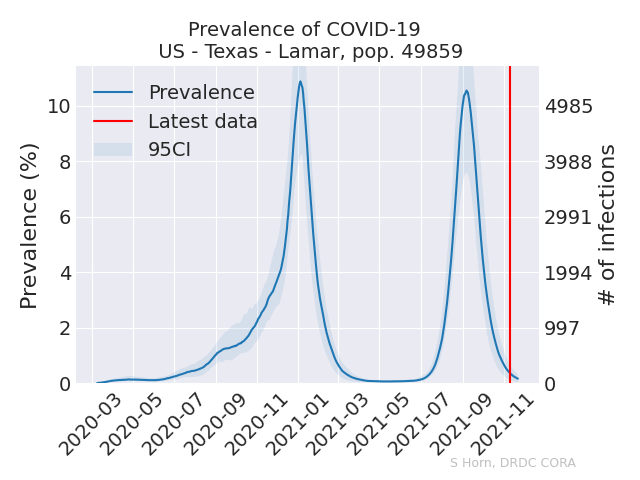 Prevalence of COVID-19
US - Texas - Lamar, pop. 49859
Prevalence
Latest data
95CI
Prevalence (%)
10
8
6
4
2
0
4985
3988
2991
1994
997
0
# of infections
2020-03
2020-05
2020-07
2020-09
2020-11
2021-01
2021-03
2021-05
2021-07
2021-09
2021-11
S Horn, DRDC CORA